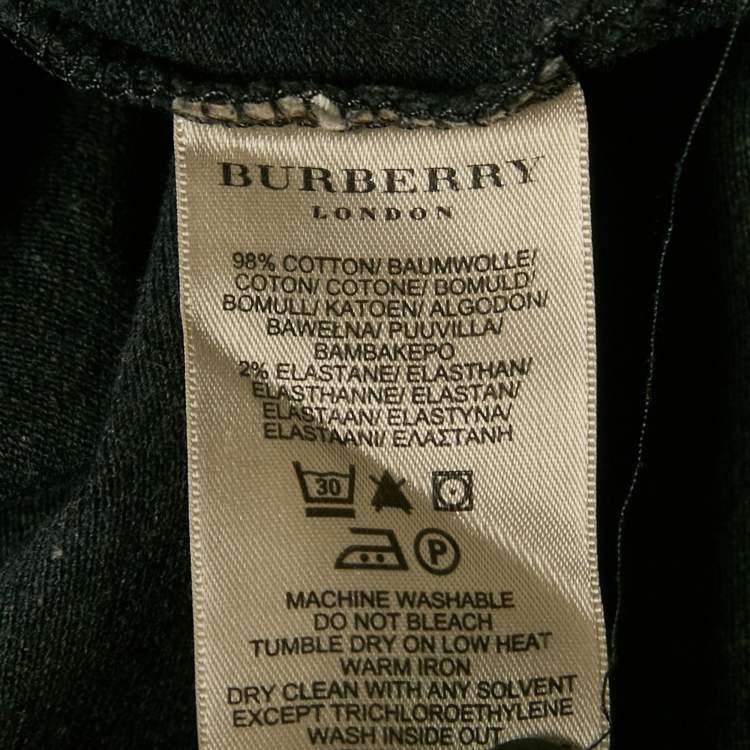 BURBERRY
LONDON
98% COTTON/ BAUMWOLLE/
COTON/ COTONE/ BOMULD/
BOMULL/ KATOEN/ ALGODON/
BAWEŁNA/ PUUVILLA/
BAMBAKEPO
2% ELASTANE/ ELASTHAN/
ELASTHANNE/ ELASTAN/
ELASTAAN/ ELASTYNA/
ELASTAANI/ ΕΛΑΣΤΑΝΗ
30
P
MACHINE WASHABLE
DO NOT BLEACH
TUMBLE DRY ON LOW HEAT
WARM IRON
DRY CLEAN WITH ANY SOLVENT
EXCEPT TRICHLOROETHYLENE
WASH INSIDE OUT